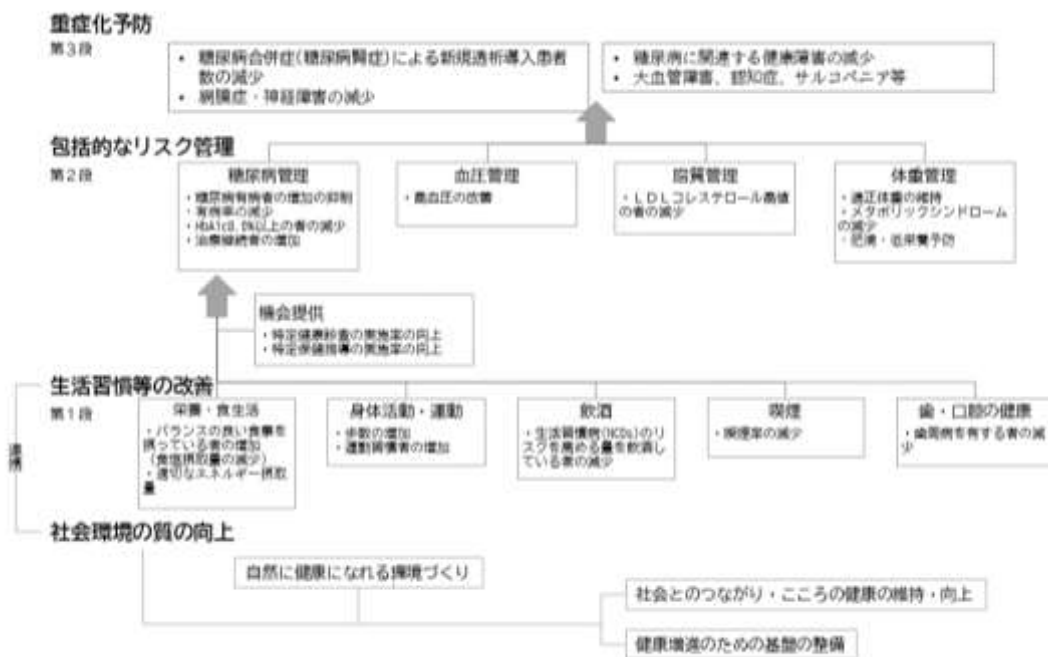 重症化予防
第3段
• 糖尿病合併症(糖尿病腎症)による新規透析導入患者
数の減少
• 網膜症・神経障害の減少
• 糖尿病に関連する健康障害の減少
• 大血管障害、認知症、サルコペニア等
包括的なリスク管理
第2段
糖尿病管理
・糖尿病有病者の増加の抑制
・有病率の減少
・HbA1c8.0%以上の者の減少
・治療継続者の増加
血圧管理
・高血圧の改善
脂質管理
・LDLコレステロール高値
の者の減少
体重管理
・適正体重の維持
・メタボリックシンドローム
の減少
・肥満・低栄養予防
機会提供
・特定健康診査の実施率の向上
・特定保健指導の実施率の向上
生活習慣等の改善
第1段
栄養・食生活
・バランスの良い食事を
摂っている者の増加
(食塩摂取量の減少)
・適切なエネルギー摂取
量
身体活動・運動
・歩数の増加
・運動習慣者の増加
飲酒
・生活習慣病(NCDs)のリ
スクを高める量を飲酒し
ている者の減少
喫煙
・喫煙率の減少
歯・口腔の健康
・歯周病を有する者の減
少
連携
社会環境の質の向上
自然に健康になれる環境づくり
社会とのつながり・こころの健康の維持・向上
健康増進のための基盤の整備